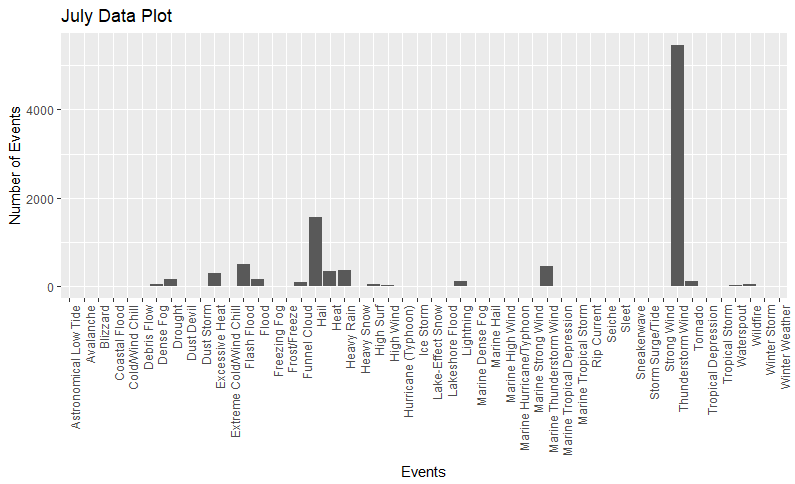 July Data Plot
Number of Events
4000
2000
0
Astronomical Low Tide
Avalanche
Blizzard
Coastal Flood
Cold/Wind Chill
Debris Flow
Dense Fog
Drought
Dust Devil
Dust Storm
Excessive Heat
Extreme Cold/Wind Chill
Flash Flood
Flood
Freezing Fog
Frost/Freeze
Funnel Cloud
Hail
Heat
Heavy Rain
Heavy Snow
High Surf
High Wind
Hurricane (Typhoon)
Ice Storm
Lake-Effect Snow
Lakeshore Flood
Lightning
Marine Dense Fog
Marine Hail
Marine High Wind
Marine Hurricane/Typhoon
Marine Strong Wind
Marine Thunderstorm Wind
Marine Tropical Depression
Marine Tropical Storm
Rip Current
Seiche
Sleet
Sneakerwave
Storm Surge/Tide
Strong Wind
Thunderstorm Wind
Tornado
Tropical Depression
Tropical Storm
Waterspout
Wildfire
Winter Storm
Winter Weather
Events